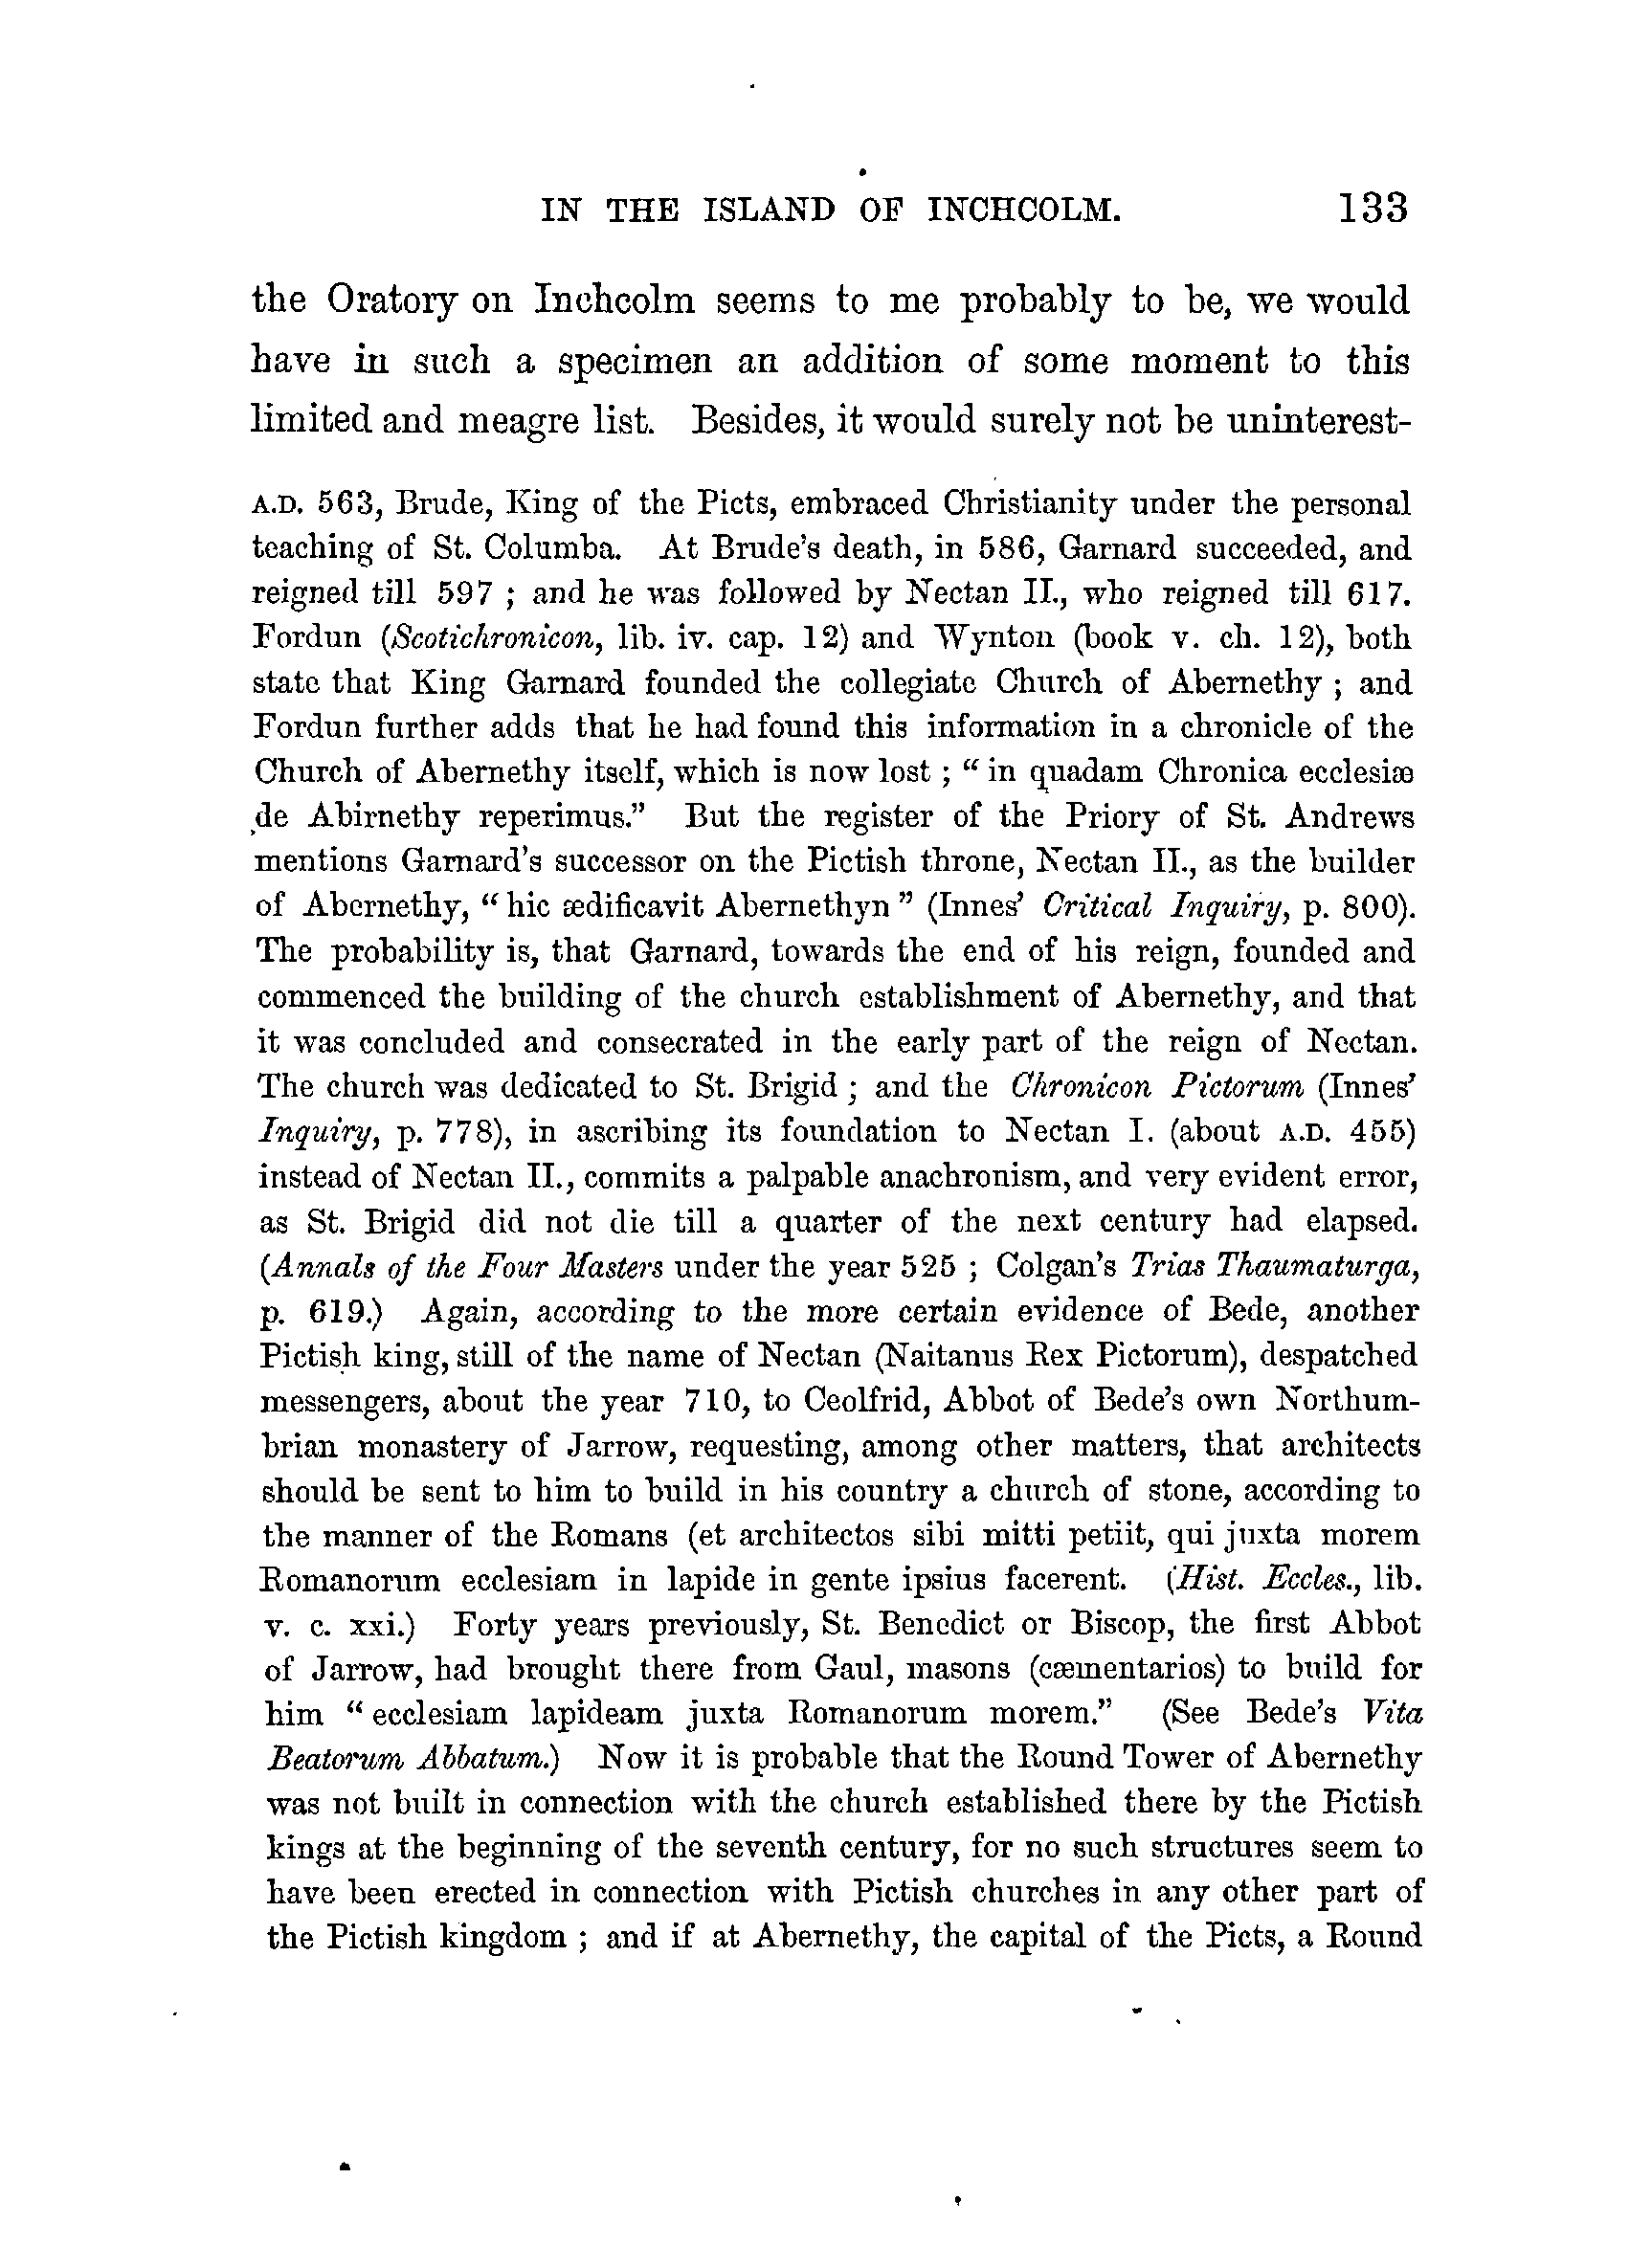 IN THE ISLAND OF INCHCOLM. 133
the Oratory on Inchcolm seems to me probably to be, we would
have in such a specimen an addition of some moment to this
limited and meagre list. Besides, it would surely not be uninterest-
A.D. 563, Brude, King of the Picts, embraced Christianity under the personal
teaching of St. Columba. At Brude's death, in 586, Garnard succeeded, and
reigned till 597 ; and he was followed by Nectan II., who reigned till 617.
Fordun (Scotichronicon, lib. iv. cap. 12) and Wynton (book v. ch. 12), both
state that King Garnard founded the collegiate Church of Abernethy ; and
Fordun further adds that he had found this information in a chronicle of the
Church of Abernethy itself, which is now lost ; “ in quadam Chronica ecclesiæ
de Abirnethy reperimus.” But the register of the Priory of St. Andrews
mentions Garnard's successor on the Pictish throne, Nectan II., as the builder
of Abernethy, “ hic ædificavit Abernethyn ” (Innes' Critical Inquiry, p. 800).
The probability is, that Garnard, towards the end of his reign, founded and
commenced the building of the church establishment of Abernethy, and that
it was concluded and consecrated in the early part of the reign of Nectan.
The church was dedicated to St. Brigid ; and the Chronicon Pictorum (Innes'
Inquiry, p. 778), in ascribing its foundation to Nectan I. (about A.D. 455)
instead of Nectan II., commits a palpable anachronism, and very evident error,
as St. Brigid did not die till a quarter of the next century had elapsed.
(Annals of the Four Masters under the year 525 ; Colgan's Trias Thaumaturga,
p. 619.) Again, according to the more certain evidence of Bede, another
Pictish king, still of the name of Nectan (Naitanus Rex Pictorum), despatched
messengers, about the year 710, to Ceolfrid, Abbot of Bede's own Northum-
brian monastery of Jarrow, requesting, among other matters, that architects
should be sent to him to build in his country a church of stone, according to
the manner of the Romans (et architectos sibi mitti petiit, qui juxta morem
Romanorum ecclesiam in lapide in gente ipsius facerent. (Hist. Eccles., lib.
v. c. xxi.) Forty years previously, St. Benedict or Biscop, the first Abbot
of Jarrow, had brought there from Gaul, masons (cæmentarios) to build for
him “ ecclesiam lapideam juxta Romanorum morem.” (See Bede's Vita
Beatorum Abbatum.) Now it is probable that the Round Tower of Abernethy
was not built in connection with the church established there by the Pictish
kings at the beginning of the seventh century, for no such structures seem to
have been erected in connection with Pictish churches in any other part of
the Pictish kingdom ; and if at Abernethy, the capital of the Picts, a Round